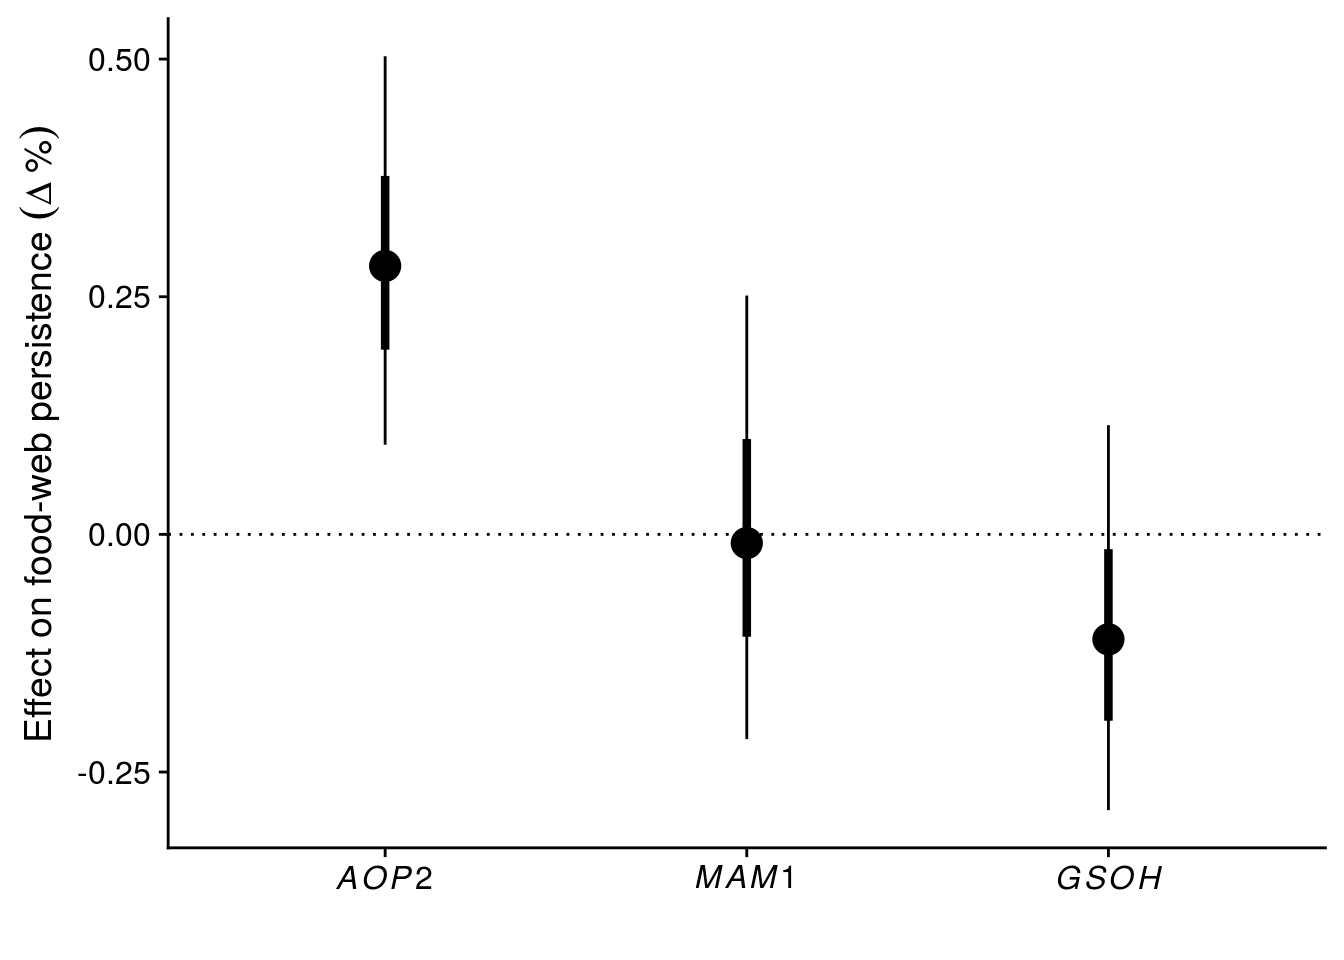 Effect on food-web persistence (Δ %)
0.50
0.25
0.00
-0.25
AOP2
MAM1
GSOH